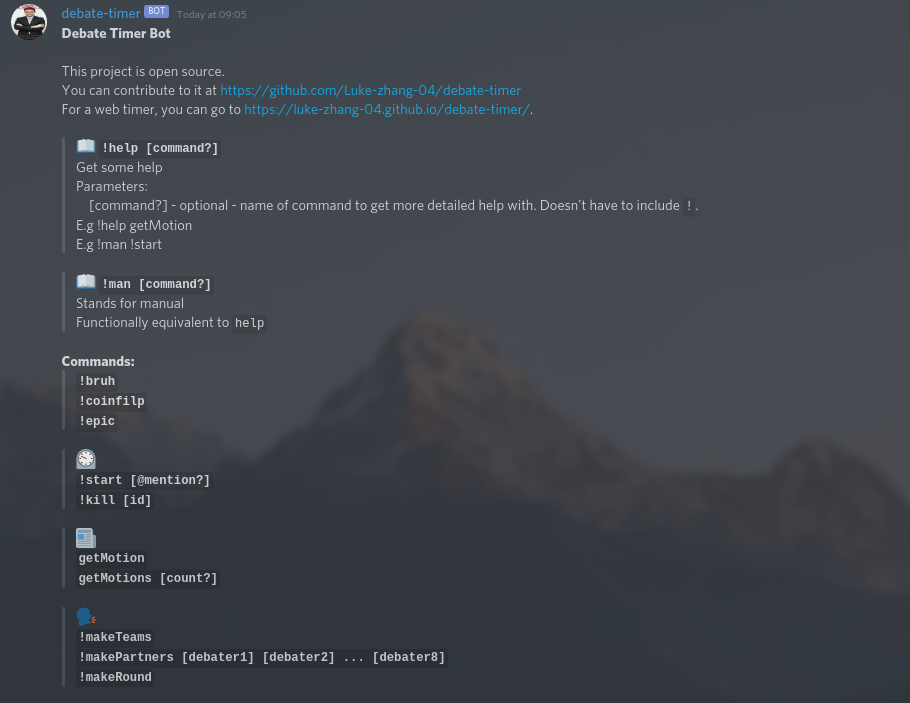 debate-timer BOT Today at 09:05
Debate Timer Bot
This project is open source.
You can contribute to it at https://github.com/Luke-zhang-04/debate-timer
For a web timer, you can go to https://luke-zhang-04.github.io/debate-timer/.
!help [command?]
Get some help
Parameters:
[command?] - optional - name of command to get more detailed help with. Doesn't have to include !.
E.g !help getMotion
E.g !man !start
!man [command?]
Stands for manual
Functionally equivalent to help
Commands:
!bruh
!coinfilp
!epic
!start [@mention?]
!kill [id]
getMotion
getMotions [count?]
!makeTeams
!makePartners [debater1] [debater2] ... [debater8]
!makeRound